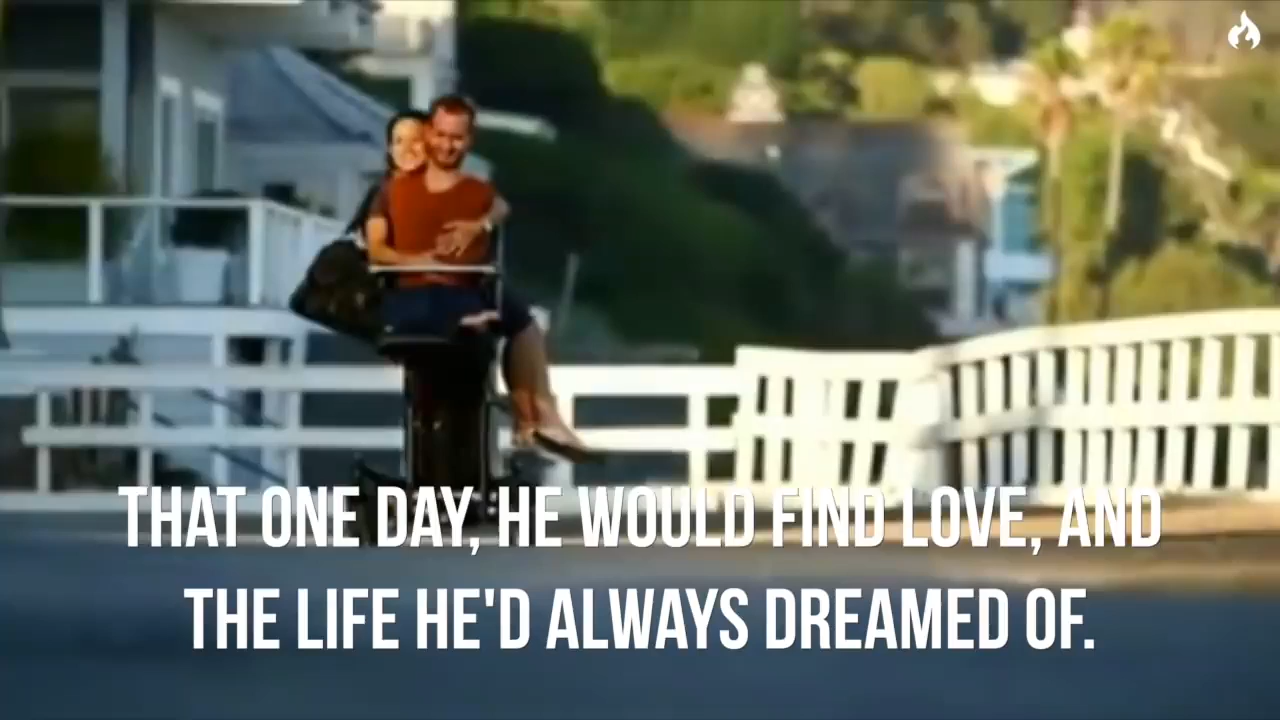 THAT ONE DAY, HE WOULD FIND LOVE, AND
THE LIFE HE'D ALWAYS DREAMED OF.